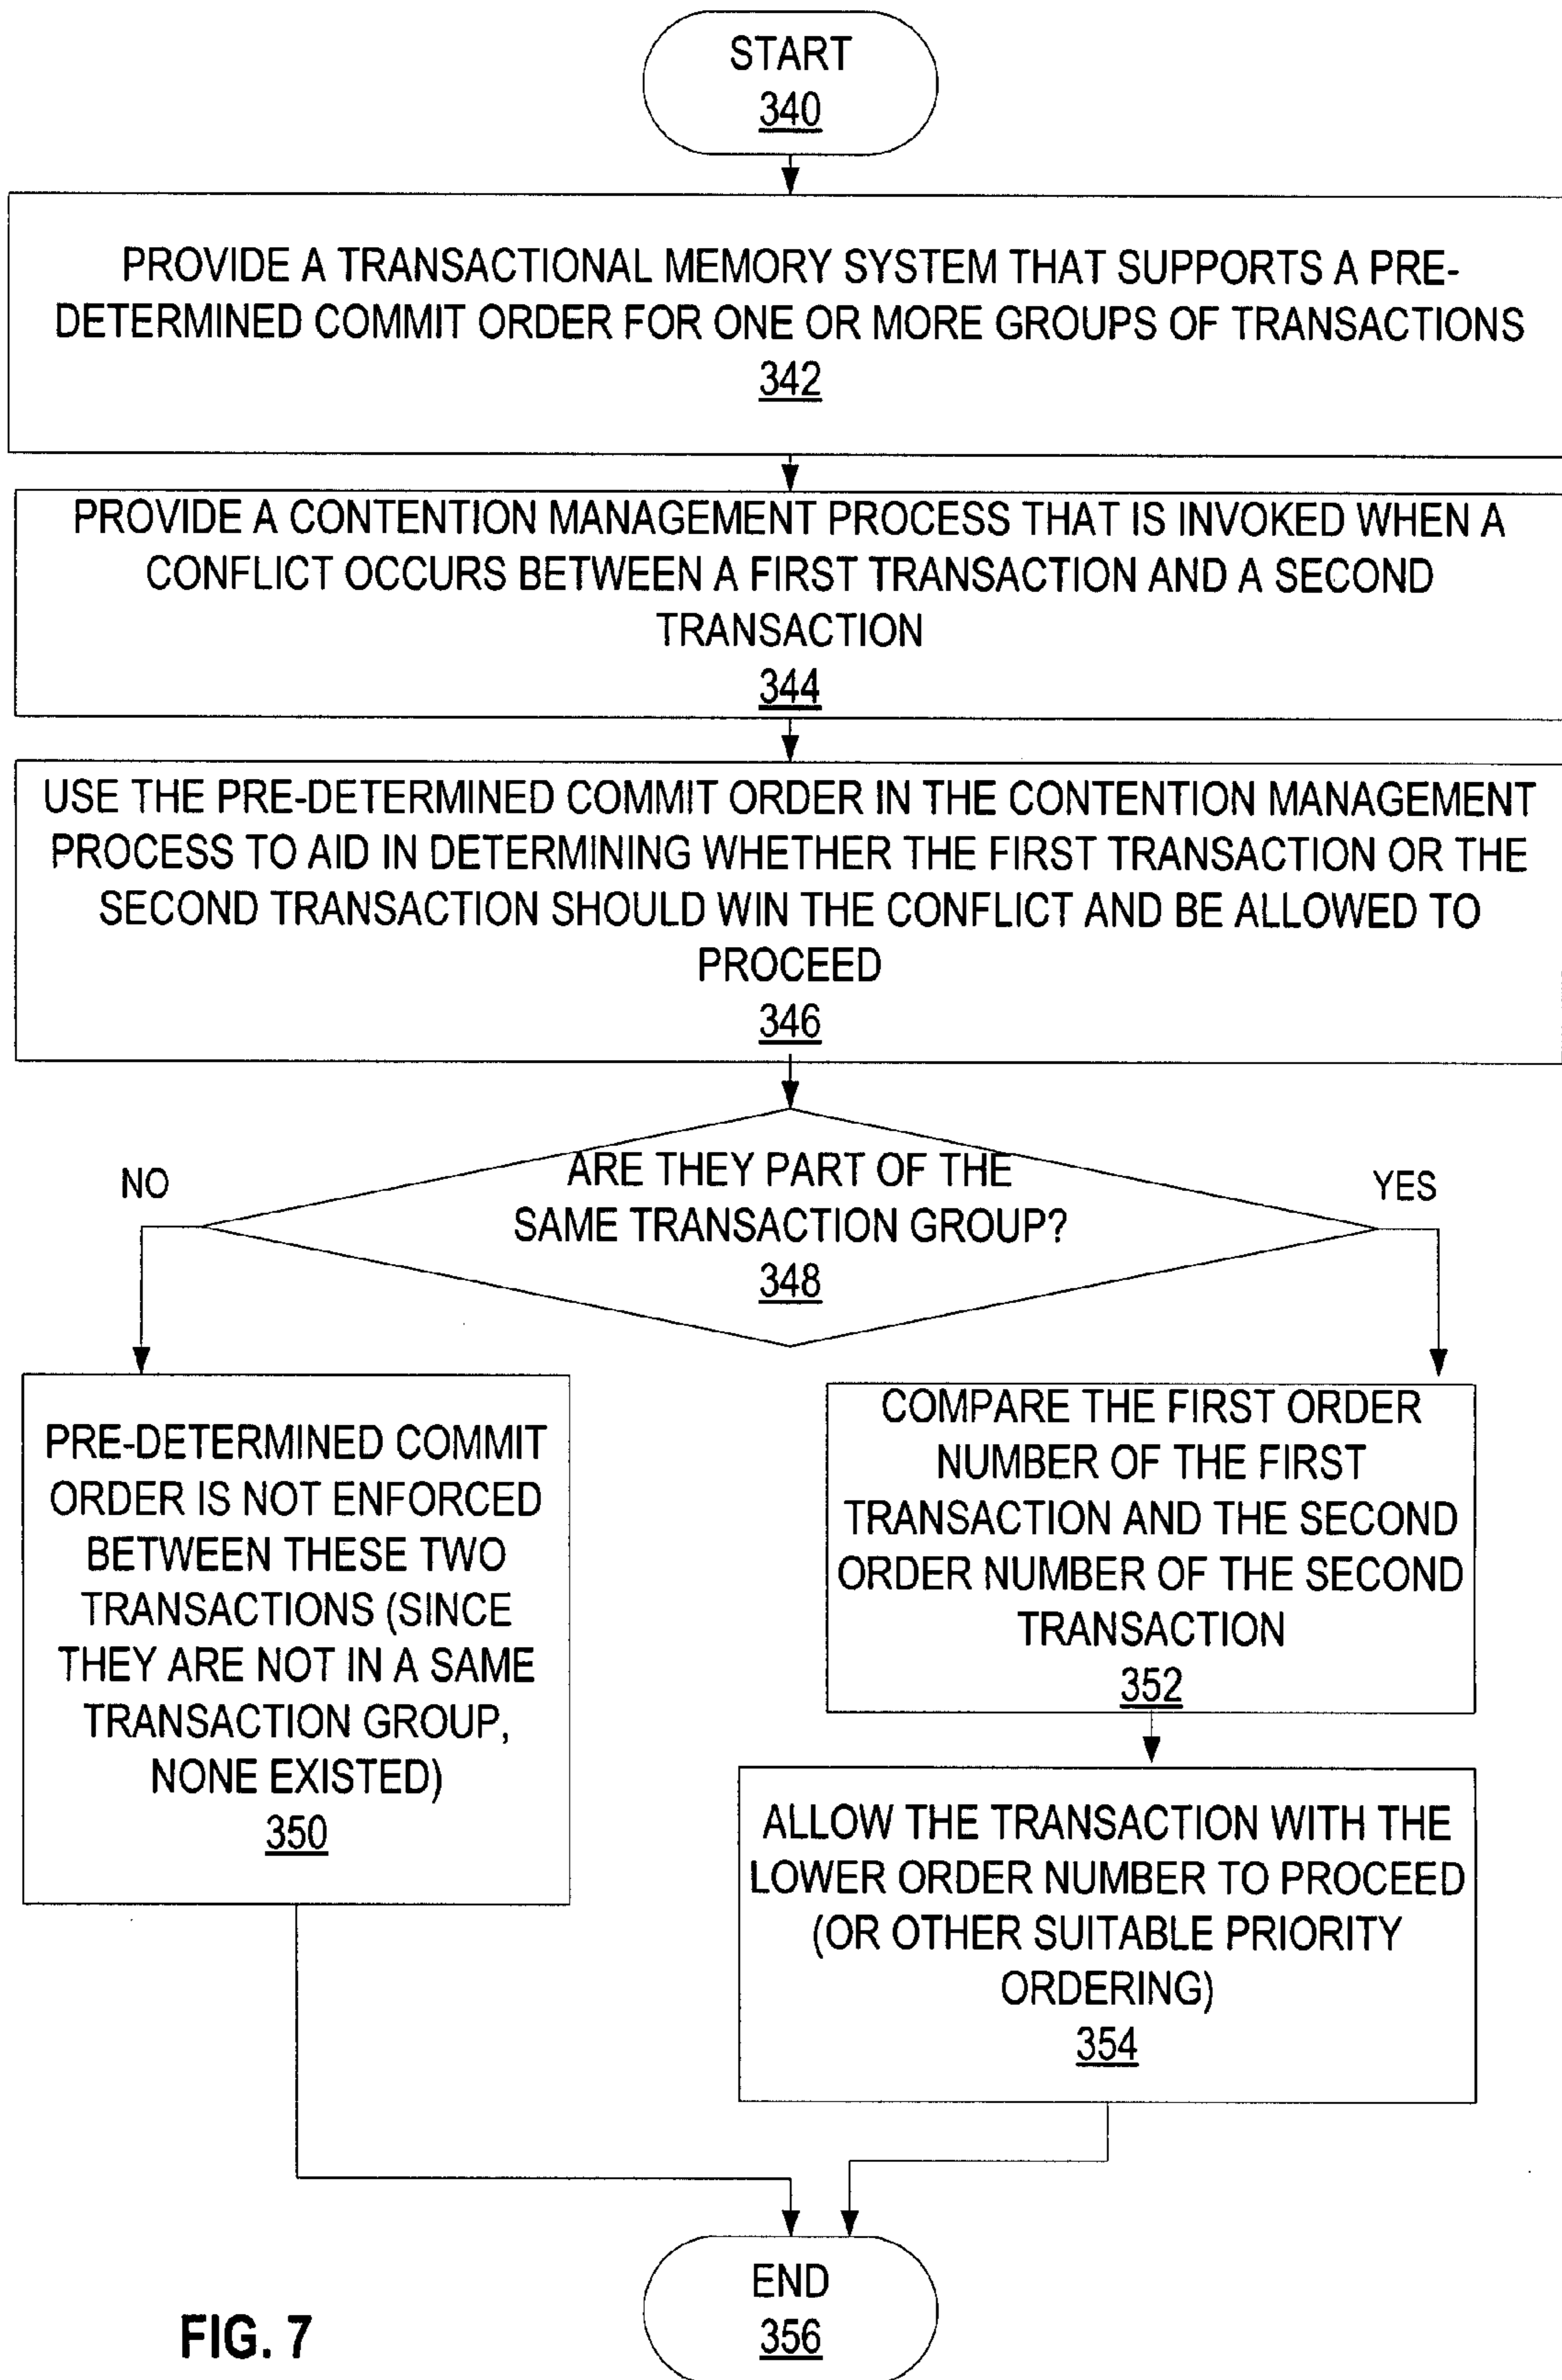 START
340
PROVIDE A TRANSACTIONAL MEMORY SYSTEM THAT SUPPORTS A PRE-
DETERMINED COMMIT ORDER FOR ONE OR MORE GROUPS OF TRANSACTIONS
342
PROVIDE A CONTENTION MANAGEMENT PROCESS THAT IS INVOKED WHEN A
CONFLICT OCCURS BETWEEN A FIRST TRANSACTION AND A SECOND
TRANSACTION
344
USE THE PRE-DETERMINED COMMIT ORDER IN THE CONTENTION MANAGEMENT
PROCESS TO AID IN DETERMINING WHETHER THE FIRST TRANSACTION OR THE
SECOND TRANSACTION SHOULD WIN THE CONFLICT AND BE ALLOWED TO
PROCEED
346
ARE THEY PART OF THE
SAME TRANSACTION GROUP?
348
NO
YES
PRE-DETERMINED COMMIT
ORDER IS NOT ENFORCED
BETWEEN THESE TWO
TRANSACTIONS (SINCE
THEY ARE NOT IN A SAME
TRANSACTION GROUP,
NONE EXISTED)
350
COMPARE THE FIRST ORDER
NUMBER OF THE FIRST
TRANSACTION AND THE SECOND
ORDER NUMBER OF THE SECOND
TRANSACTION
352
ALLOW THE TRANSACTION WITH THE
LOWER ORDER NUMBER TO PROCEED
(OR OTHER SUITABLE PRIORITY
ORDERING)
354
END
356
FIG. 7